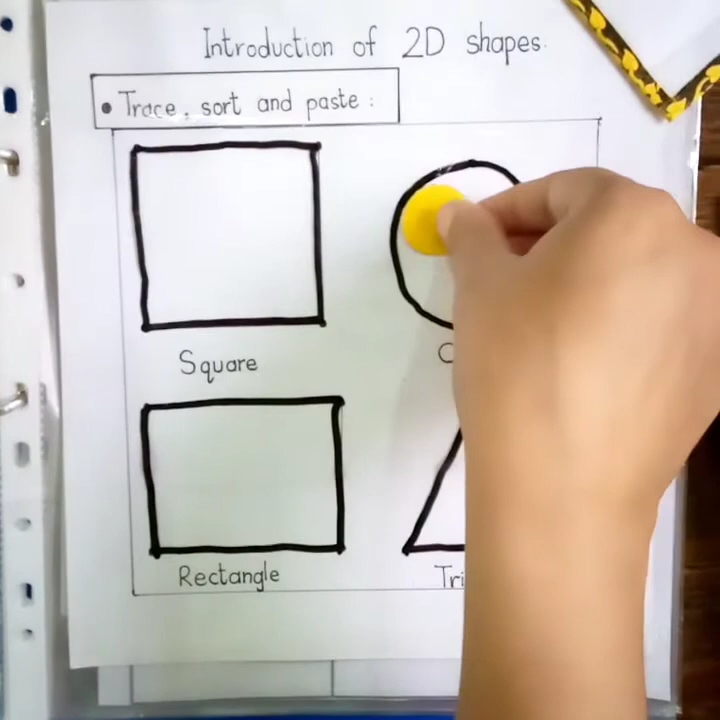 Introduction of 2D shapes.
• Trace, sort and paste :
Square
Rectangle